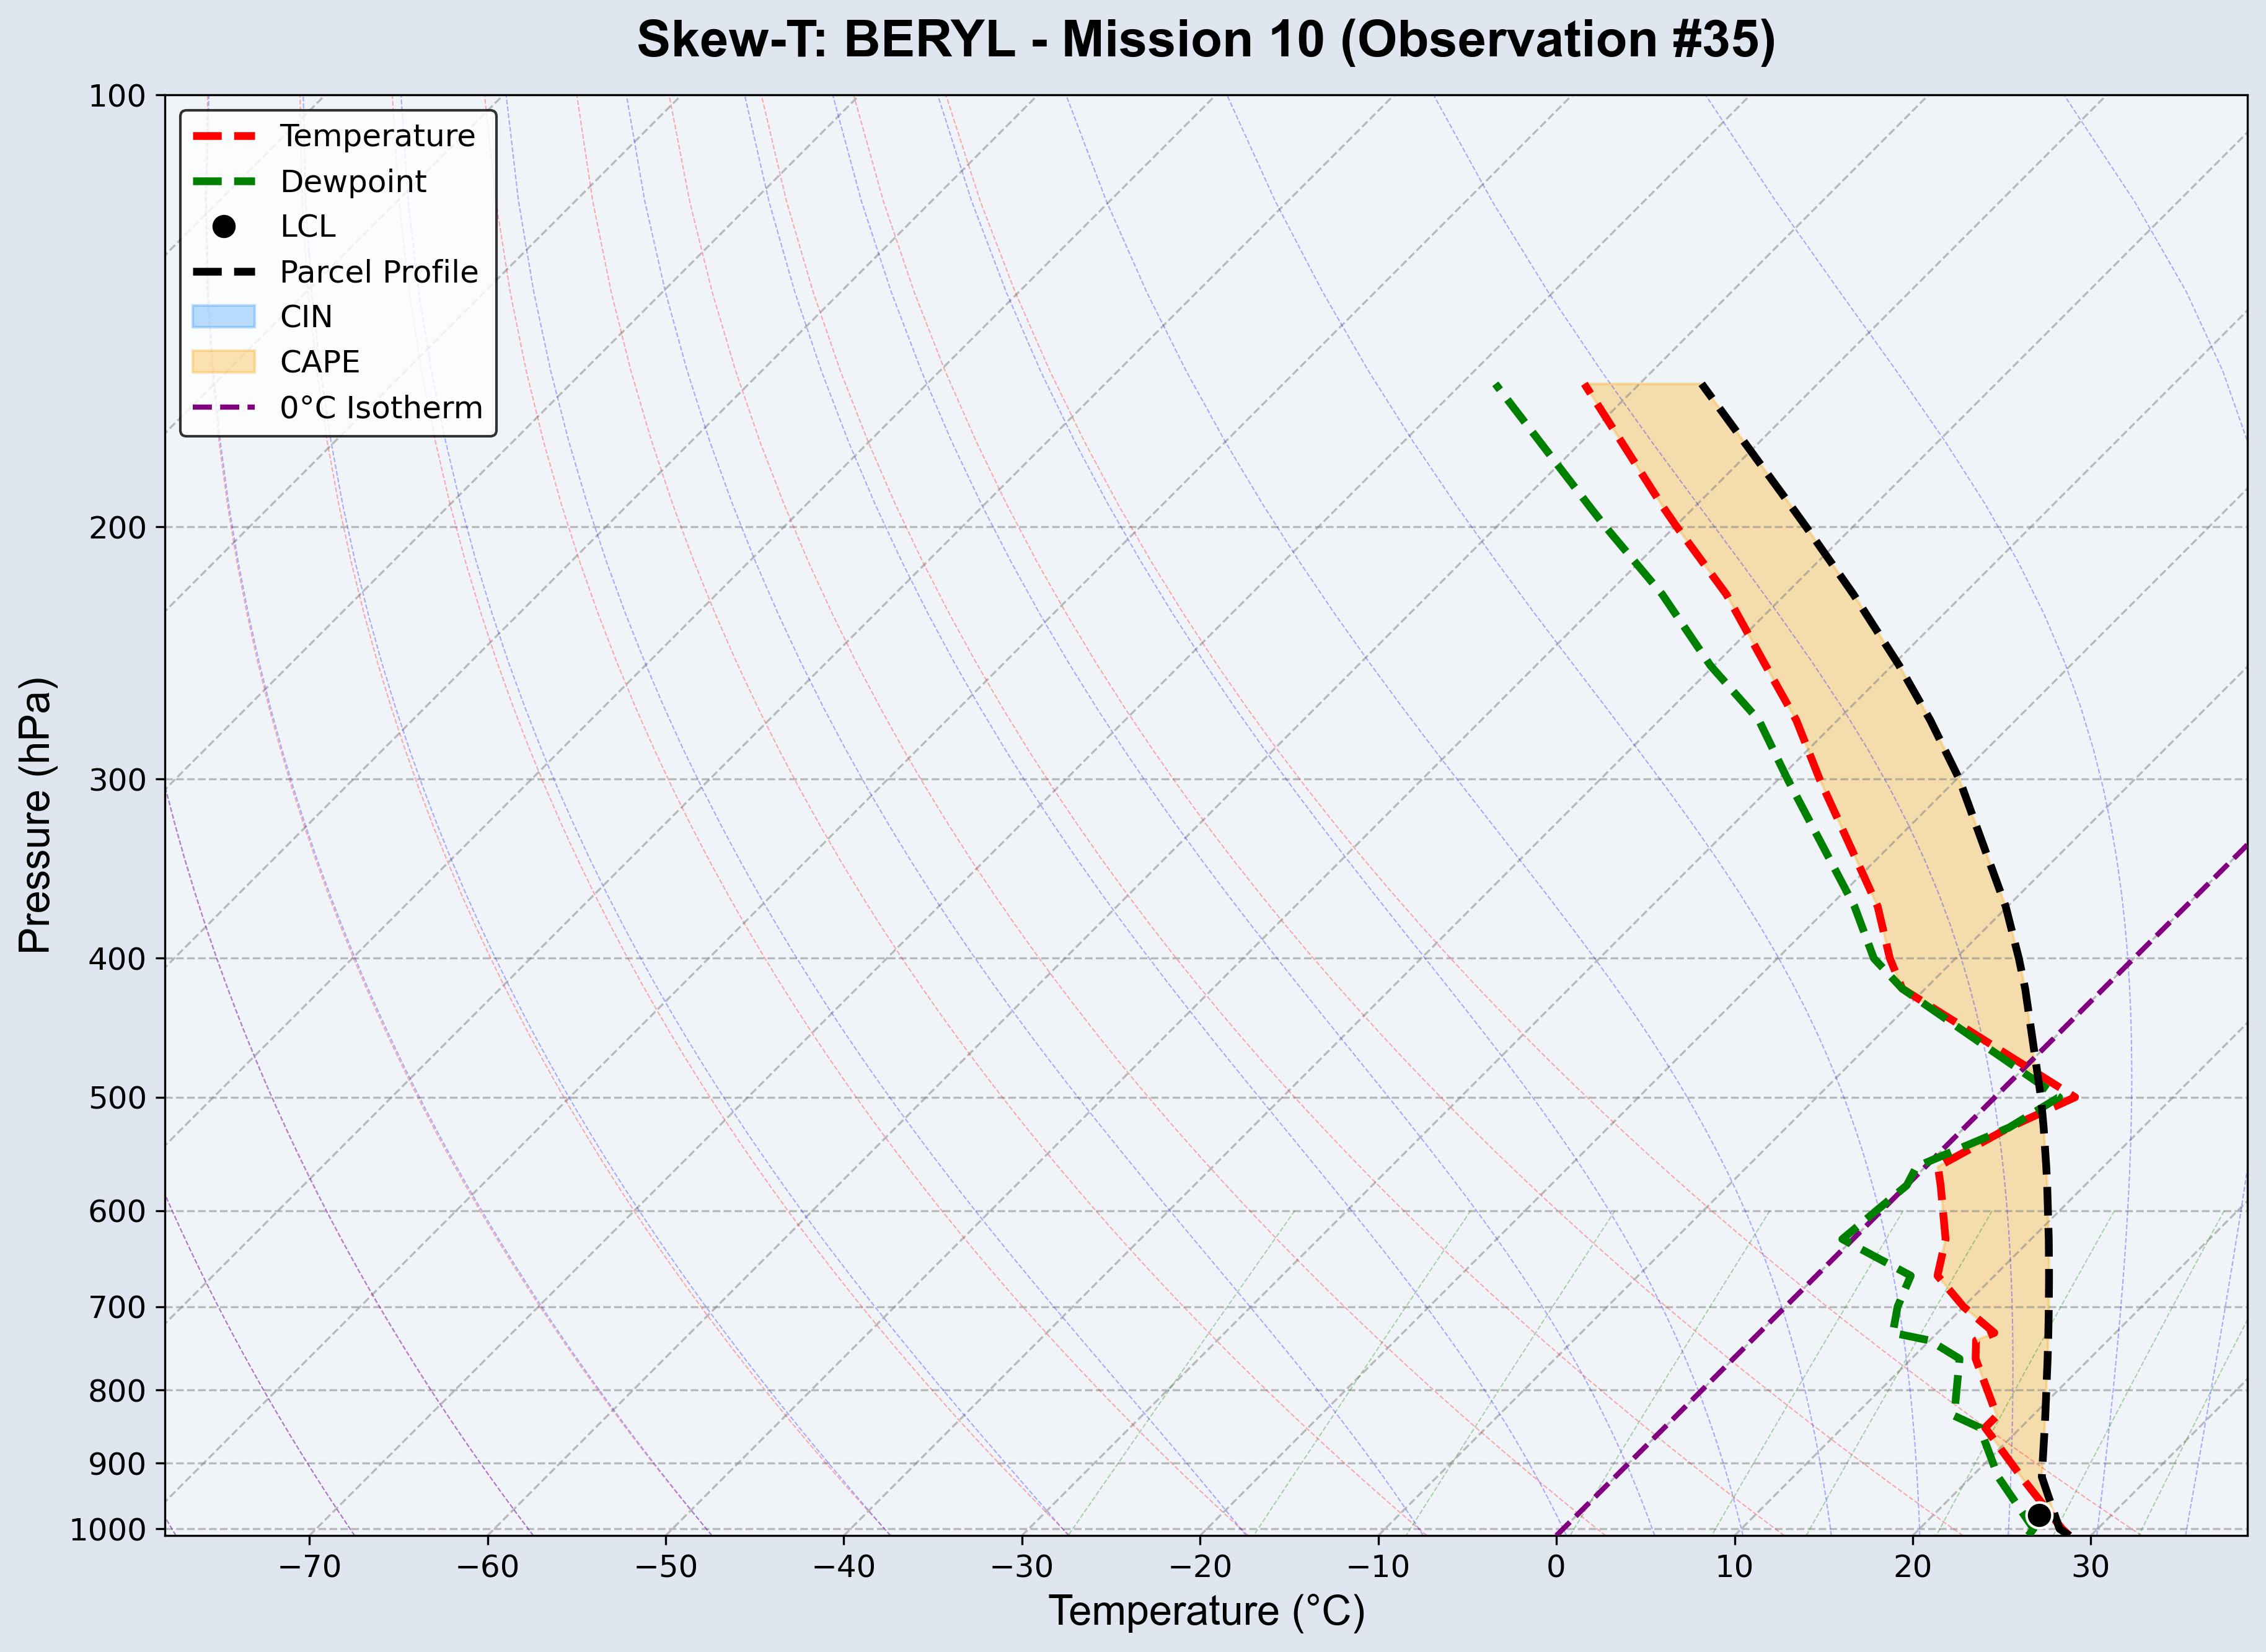 Skew-T: BERYL - Mission 10 (Observation #35)
100
200
300
400
500
600
700
800
900
1000
Pressure (hPa)
Temperature
Dewpoint
LCL
Parcel Profile
CIN
CAPE
0°C Isotherm
−70 −60 −50 −40 −30 −20 −10 0 10 20 30
Temperature (°C)